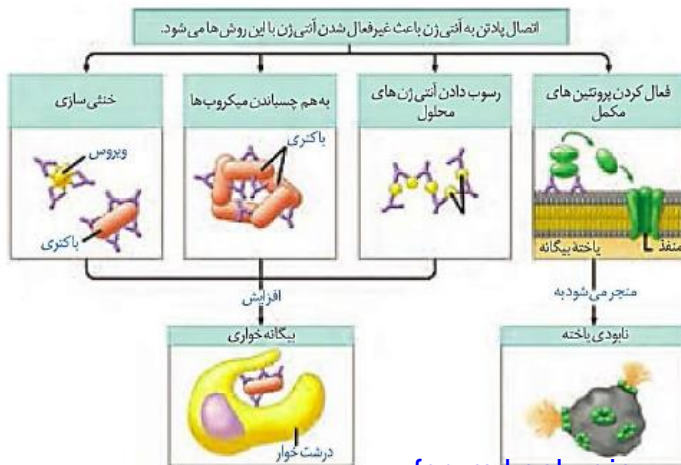 اتصال پادتن به آنتی‌ژن باعث غیرفعال شدن آنتی‌ژن با این روش‌ها می‌شود.
فعال کردن پروتئین های
مکمل
رسوب دادن آنتی ژن های
محلول
به هم چسباندن میکروب‌ها
خنثی سازی
باکتری
ویروس
باکتری
منفذ
یاختهٔ بیگانه
افزایش
منجر می‌شود به
بیگانه خواری
نابودی یاخته
درشت خوار